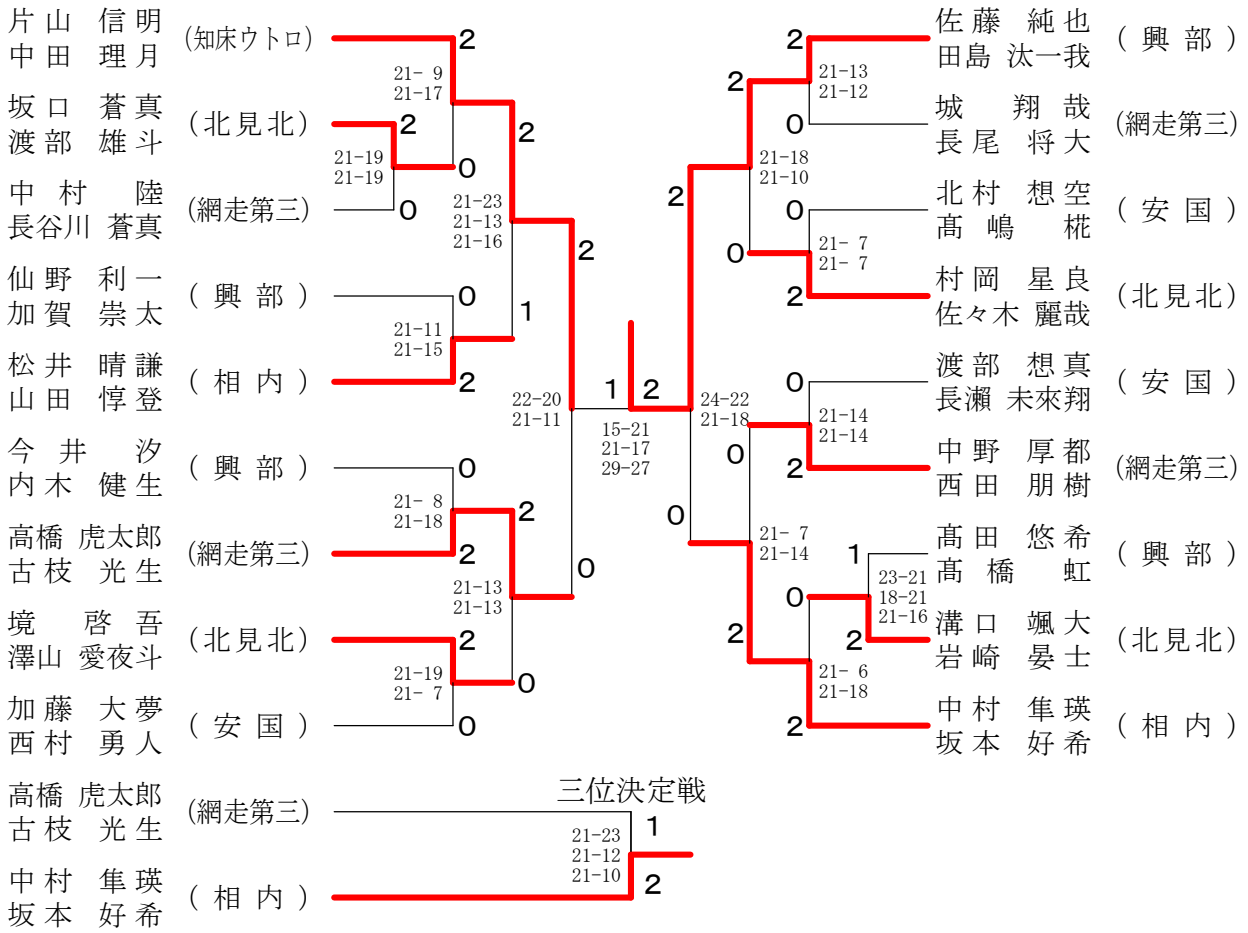 片山 信明
中田 理月
(知床ウトロ)
2
21- 9
21-17
坂口 蒼真
渡部 雄斗
(北見北)
2
21-19
21-19
0
中村 陸
長谷川 蒼真
(網走第三)
0
2
21-23
21-13
21-16
仙野 利一
加賀 崇太
(興部)
0
1
21-11
21-15
松井 晴謙
山田 惇登
(相内)
2
2
22-20
21-11
今井 汐
内木 健生
(興部)
0
21- 8
21-18
2
高橋 虎太郎
古枝 光生
(網走第三)
2
0
21-13
21-13
境 啓吾
澤山 愛夜斗
(北見北)
2
21-19
21- 7
0
加藤 大夢
西村 勇人
(安国)
0
1
2
15-21
21-17
29-27
2
佐藤 純也
田島 汰一我
(興部)
2
21-13
21-12
0
城 翔哉
長尾 将大
(網走第三)
21-18
21-10
2
0
北村 想空
髙嶋 椛
(安国)
0
21- 7
21- 7
2
村岡 星良
佐々木 麗哉
(北見北)
0
渡部 想真
長瀨 未來翔
(安国)
24-22
21-18
21-14
21-14
0
2
中野 厚都
西田 朋樹
(網走第三)
0
21- 7
21-14
1
髙田 悠希
髙橋 虹
(興部)
23-21
18-21
21-16
0
2
2
溝口 颯大
岩崎 晏士
(北見北)
21- 6
21-18
2
中村 隼瑛
坂本 好希
(相内)
三位決定戦
高橋 虎太郎
古枝 光生
(網走第三)
1
21-23
21-12
21-10
中村 隼瑛
坂本 好希
(相内)
2